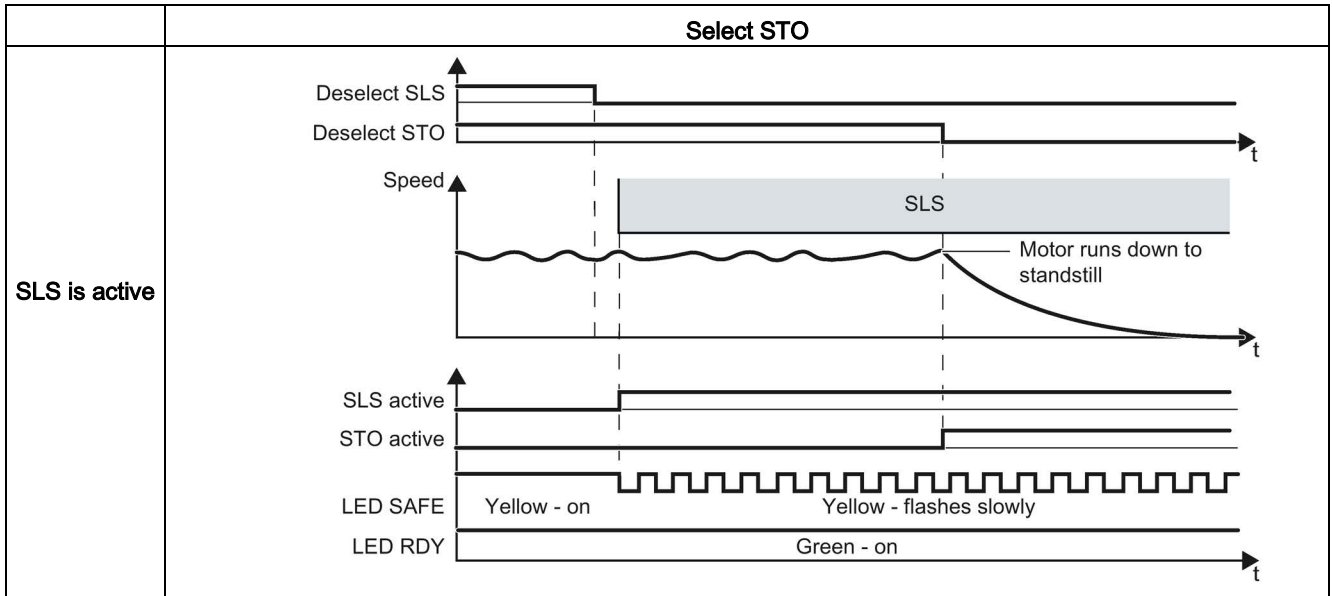 Select STO
SLS is active
Deselect SLS
Deselect STO
t
Speed
SLS
Motor runs down to
standstill
t
SLS active
STO active
LED SAFE
Yellow - on
Yellow - flashes slowly
LED RDY
Green - on
t